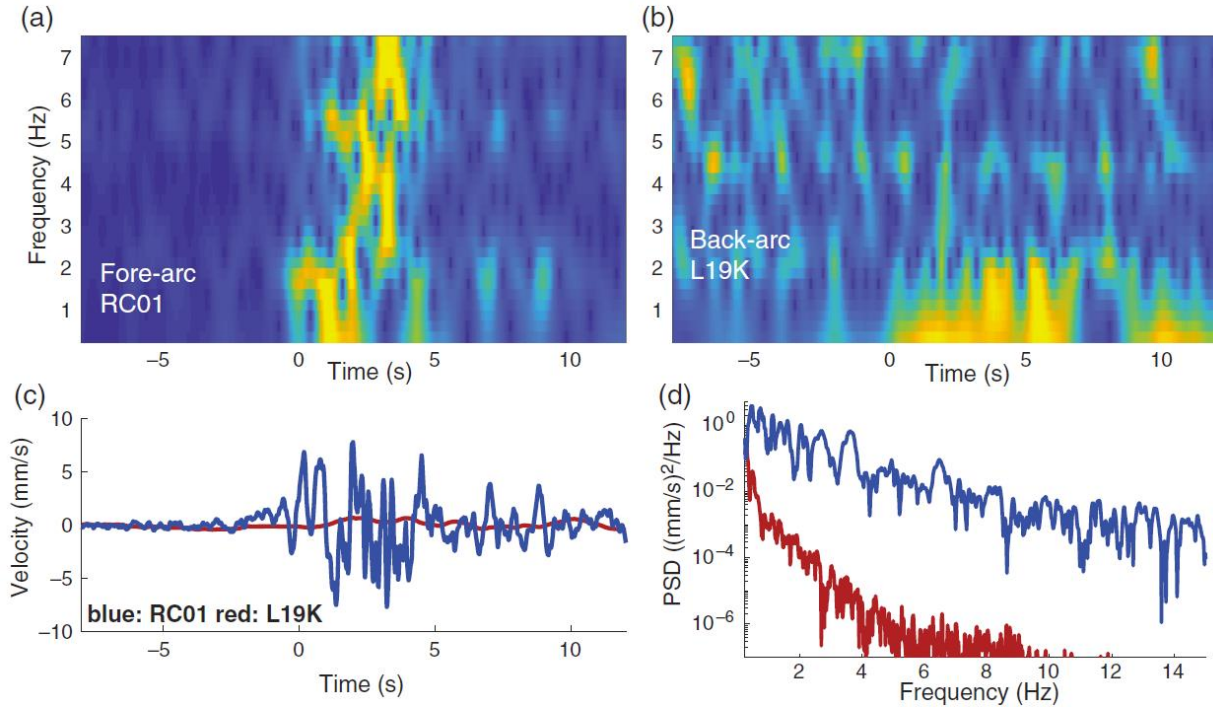 (a)
7
6
5
4
3
2
1
Frequency (Hz)
Fore-arc
RC01
–5
0
5
10
Time (s)
(b)
7
6
5
4
3
2
1
Back-arc
L19K
–5
0
5
10
Time (s)
(c)
10
5
0
–5
–10
Velocity (mm/s)
blue: RC01 red: L19K
–5
0
5
10
Time (s)
(d)
10^0
10^–2
10^–4
10^–6
PSD ((mm/s)^2/Hz)
2
4
6
8
10
12
14
Frequency (Hz)